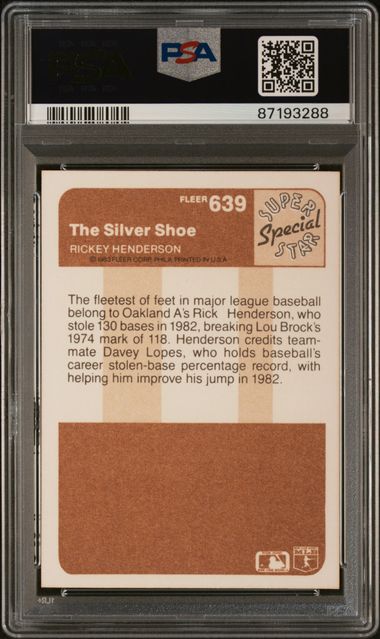 PSA
87193288
FLEER 639
SUPER
Special
STAR
The Silver Shoe
RICKEY HENDERSON
© 1983 FLEER CORP. PHILA. PRINTED IN U.S.A.
The fleetest of feet in major league baseball
belong to Oakland A's Rick Henderson, who
stole 130 bases in 1982, breaking Lou Brock's
1974 mark of 118. Henderson credits team-
mate Davey Lopes, who holds baseball's
career stolen-base percentage record, with
helping him improve his jump in 1982.